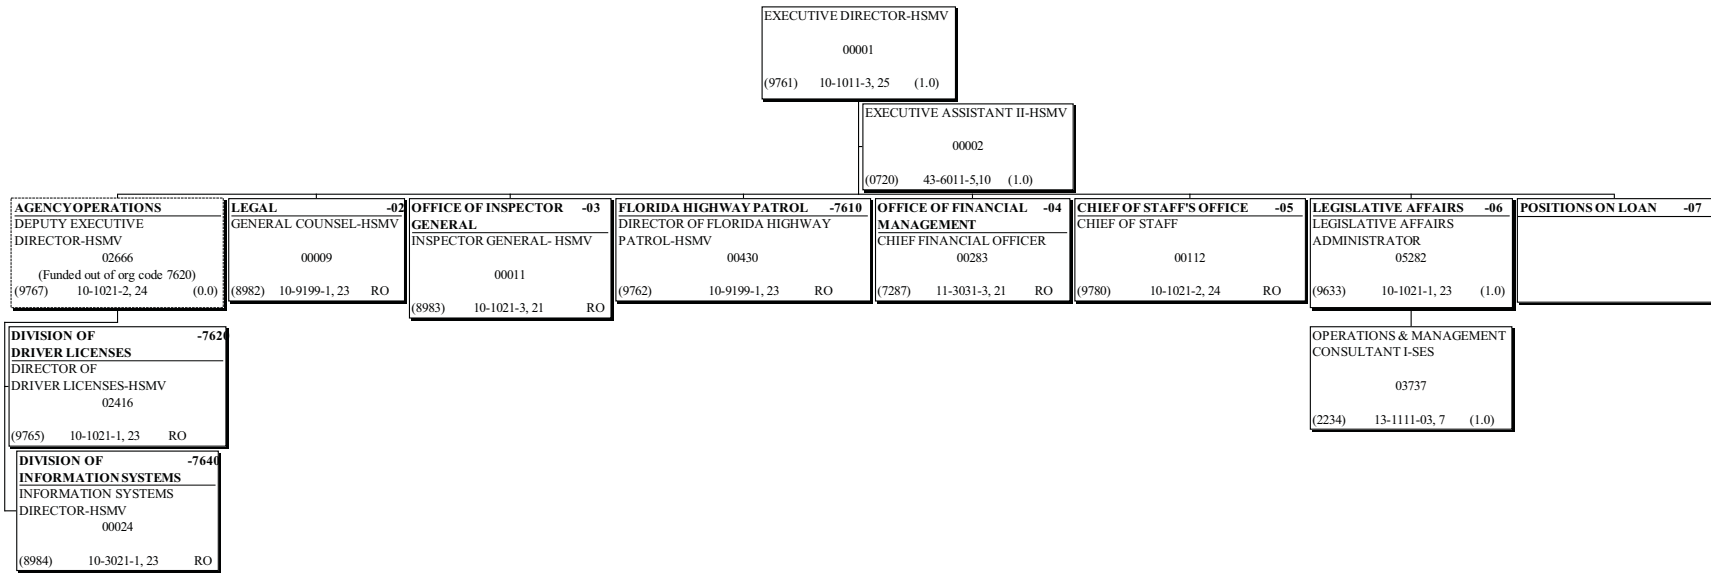 EXECUTIVE DIRECTOR-HSMV
00001
(9761) 10-1011-3, 25 (1.0)
EXECUTIVE ASSISTANT II-HSMV
00002
(0720) 43-6011-5,10 (1.0)
AGENCY OPERATIONS
DEPUTY EXECUTIVE
DIRECTOR-HSMV
02666
(Funded out of org code 7620)
(9767) 10-1021-2, 24 (0.0)
LEGAL -02
GENERAL COUNSEL-HSMV
00009
(8982) 10-9199-1, 23 RO
OFFICE OF INSPECTOR -03
GENERAL
INSPECTOR GENERAL- HSMV
00011
(8983) 10-1021-3, 21 RO
FLORIDA HIGHWAY PATROL -7610
DIRECTOR OF FLORIDA HIGHWAY
PATROL-HSMV
00430
(9762) 10-9199-1, 23 RO
OFFICE OF FINANCIAL -04
MANAGEMENT
CHIEF FINANCIAL OFFICER
00283
(7287) 11-3031-3, 21 RO
CHIEF OF STAFF'S OFFICE -05
CHIEF OF STAFF
00112
(9780) 10-1021-2, 24 RO
LEGISLATIVE AFFAIRS -06
LEGISLATIVE AFFAIRS
ADMINISTRATOR
05282
(9633) 10-1021-1, 23 (1.0)
POSITIONS ON LOAN -07
DIVISION OF -7620
DRIVER LICENSES
DIRECTOR OF
DRIVER LICENSES-HSMV
02416
(9765) 10-1021-1, 23 RO
OPERATIONS & MANAGEMENT
CONSULTANT I-SES
03737
(2234) 13-1111-03, 7 (1.0)
DIVISION OF -7640
INFORMATION SYSTEMS
INFORMATION SYSTEMS
DIRECTOR-HSMV
00024
(8984) 10-3021-1, 23 RO